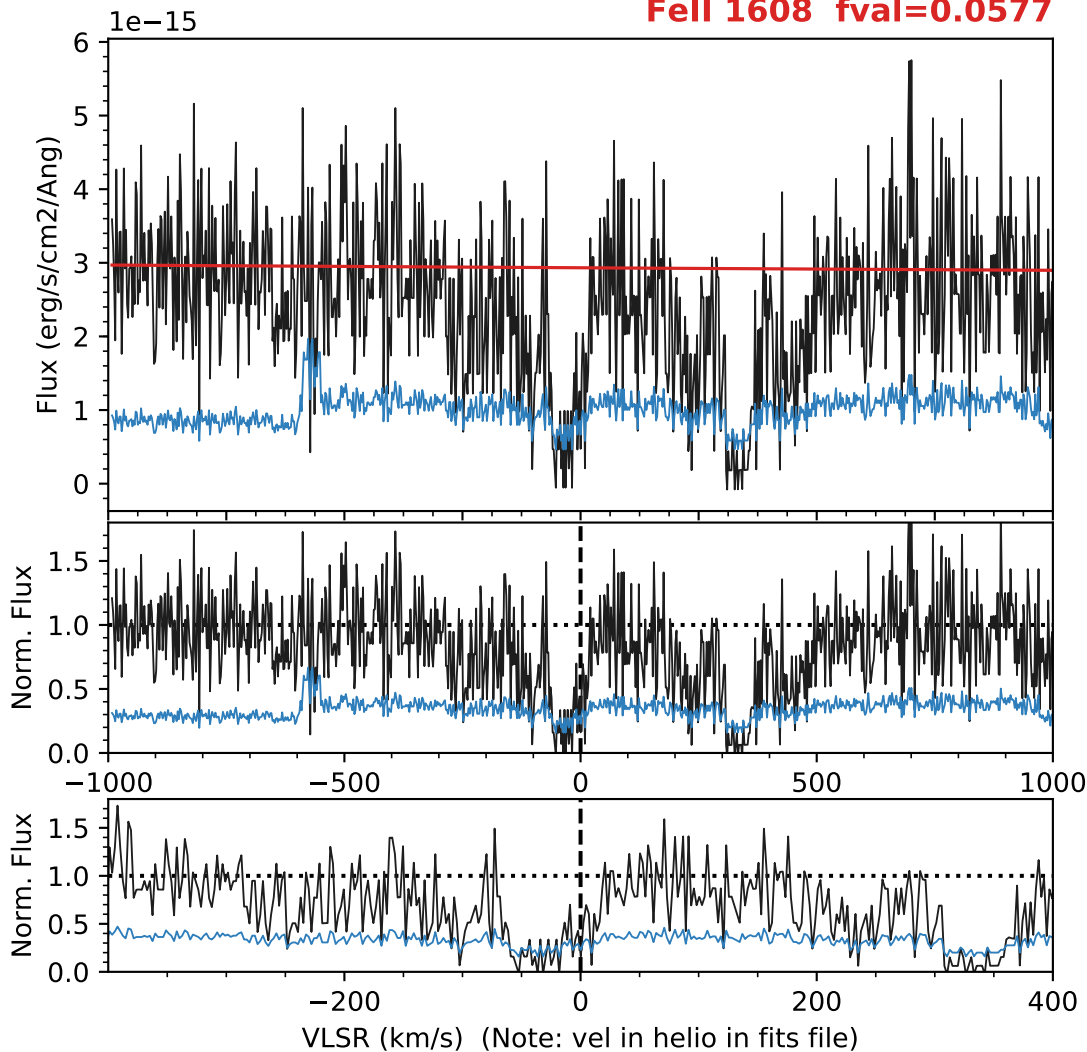 FeII 1608 fval=0.0577
1e−15
6
5
4
3
2
1
0
Flux (erg/s/cm2/Ang)
1.5
1.0
0.5
0.0
Norm. Flux
−1000 −500 0 500 1000
1.5
1.0
0.5
0.0
Norm. Flux
−200 0 200 400
VLSR (km/s) (Note: vel in helio in fits file)